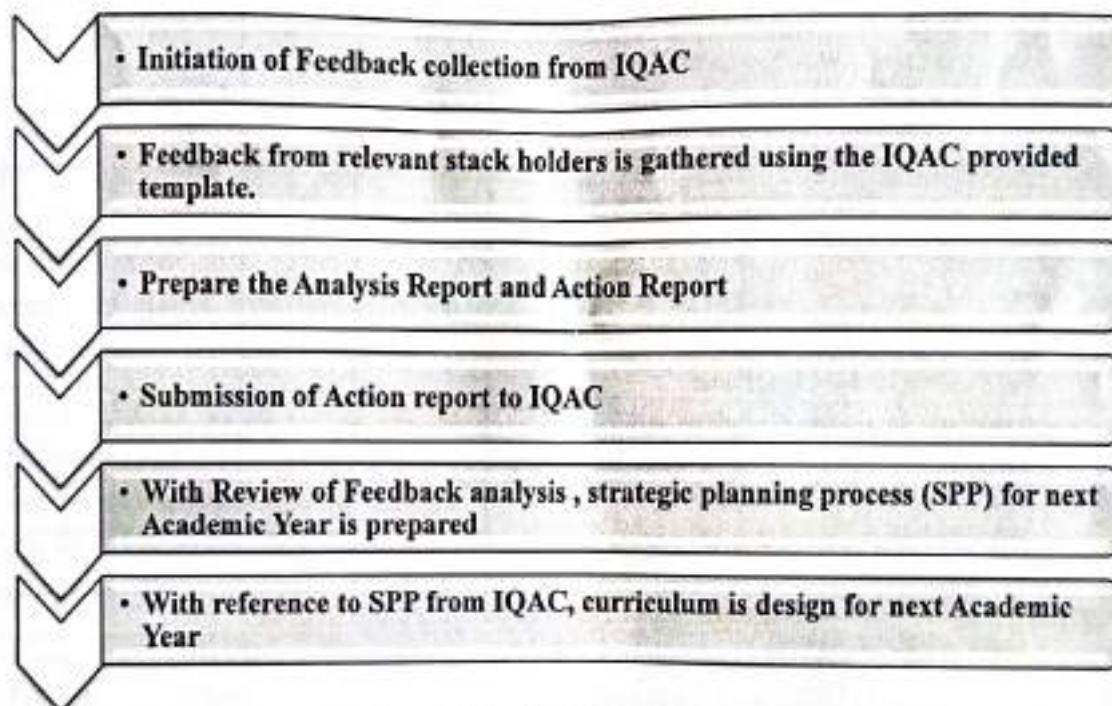 • Initiation of Feedback collection from IQAC
• Feedback from relevant stack holders is gathered using the IQAC provided
template.
• Prepare the Analysis Report and Action Report
• Submission of Action report to IQAC
• With Review of Feedback analysis , strategic planning process (SPP) for next
Academic Year is prepared
• With reference to SPP from IQAC, curriculum is design for next Academic
Year